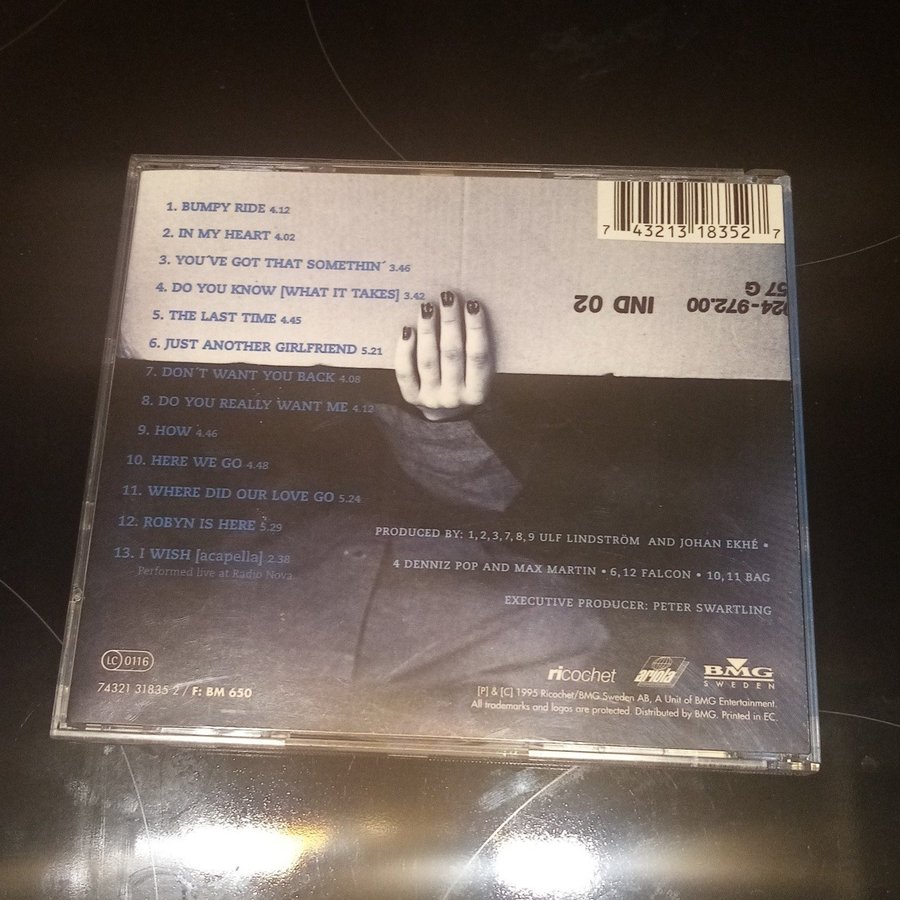 1. BUMPY RIDE 4.12
2. IN MY HEART 4.02
3. YOU´VE GOT THAT SOMETHIN´ 3.46
4. DO YOU KNOW [WHAT IT TAKES] 3.42
5. THE LAST TIME 4.45
6. JUST ANOTHER GIRLFRIEND 5.21
7. DON´T WANT YOU BACK 4.08
8. DO YOU REALLY WANT ME 4.12
9. HOW 4.46
10. HERE WE GO 4.48
11. WHERE DID OUR LOVE GO 5.24
12. ROBYN IS HERE 5.29
13. I WISH [acapella] 2.38
Performed live at Radio Nova
7 43213 18352 7
024-972.00 IND 02
57 G
PRODUCED BY: 1,2,3,7,8,9 ULF LINDSTRÖM AND JOHAN EKHÉ •
4 DENNIZ POP AND MAX MARTIN • 6,12 FALCON • 10,11 BAG
EXECUTIVE PRODUCER: PETER SWARTLING
LC 0116
74321 31835 2 / F: BM 650
ricochet ariola BMG
SWEDEN
[P] & [C] 1995 Ricochet/BMG Sweden AB, A Unit of BMG Entertainment.
All trademarks and logos are protected. Distributed by BMG. Printed in EC.